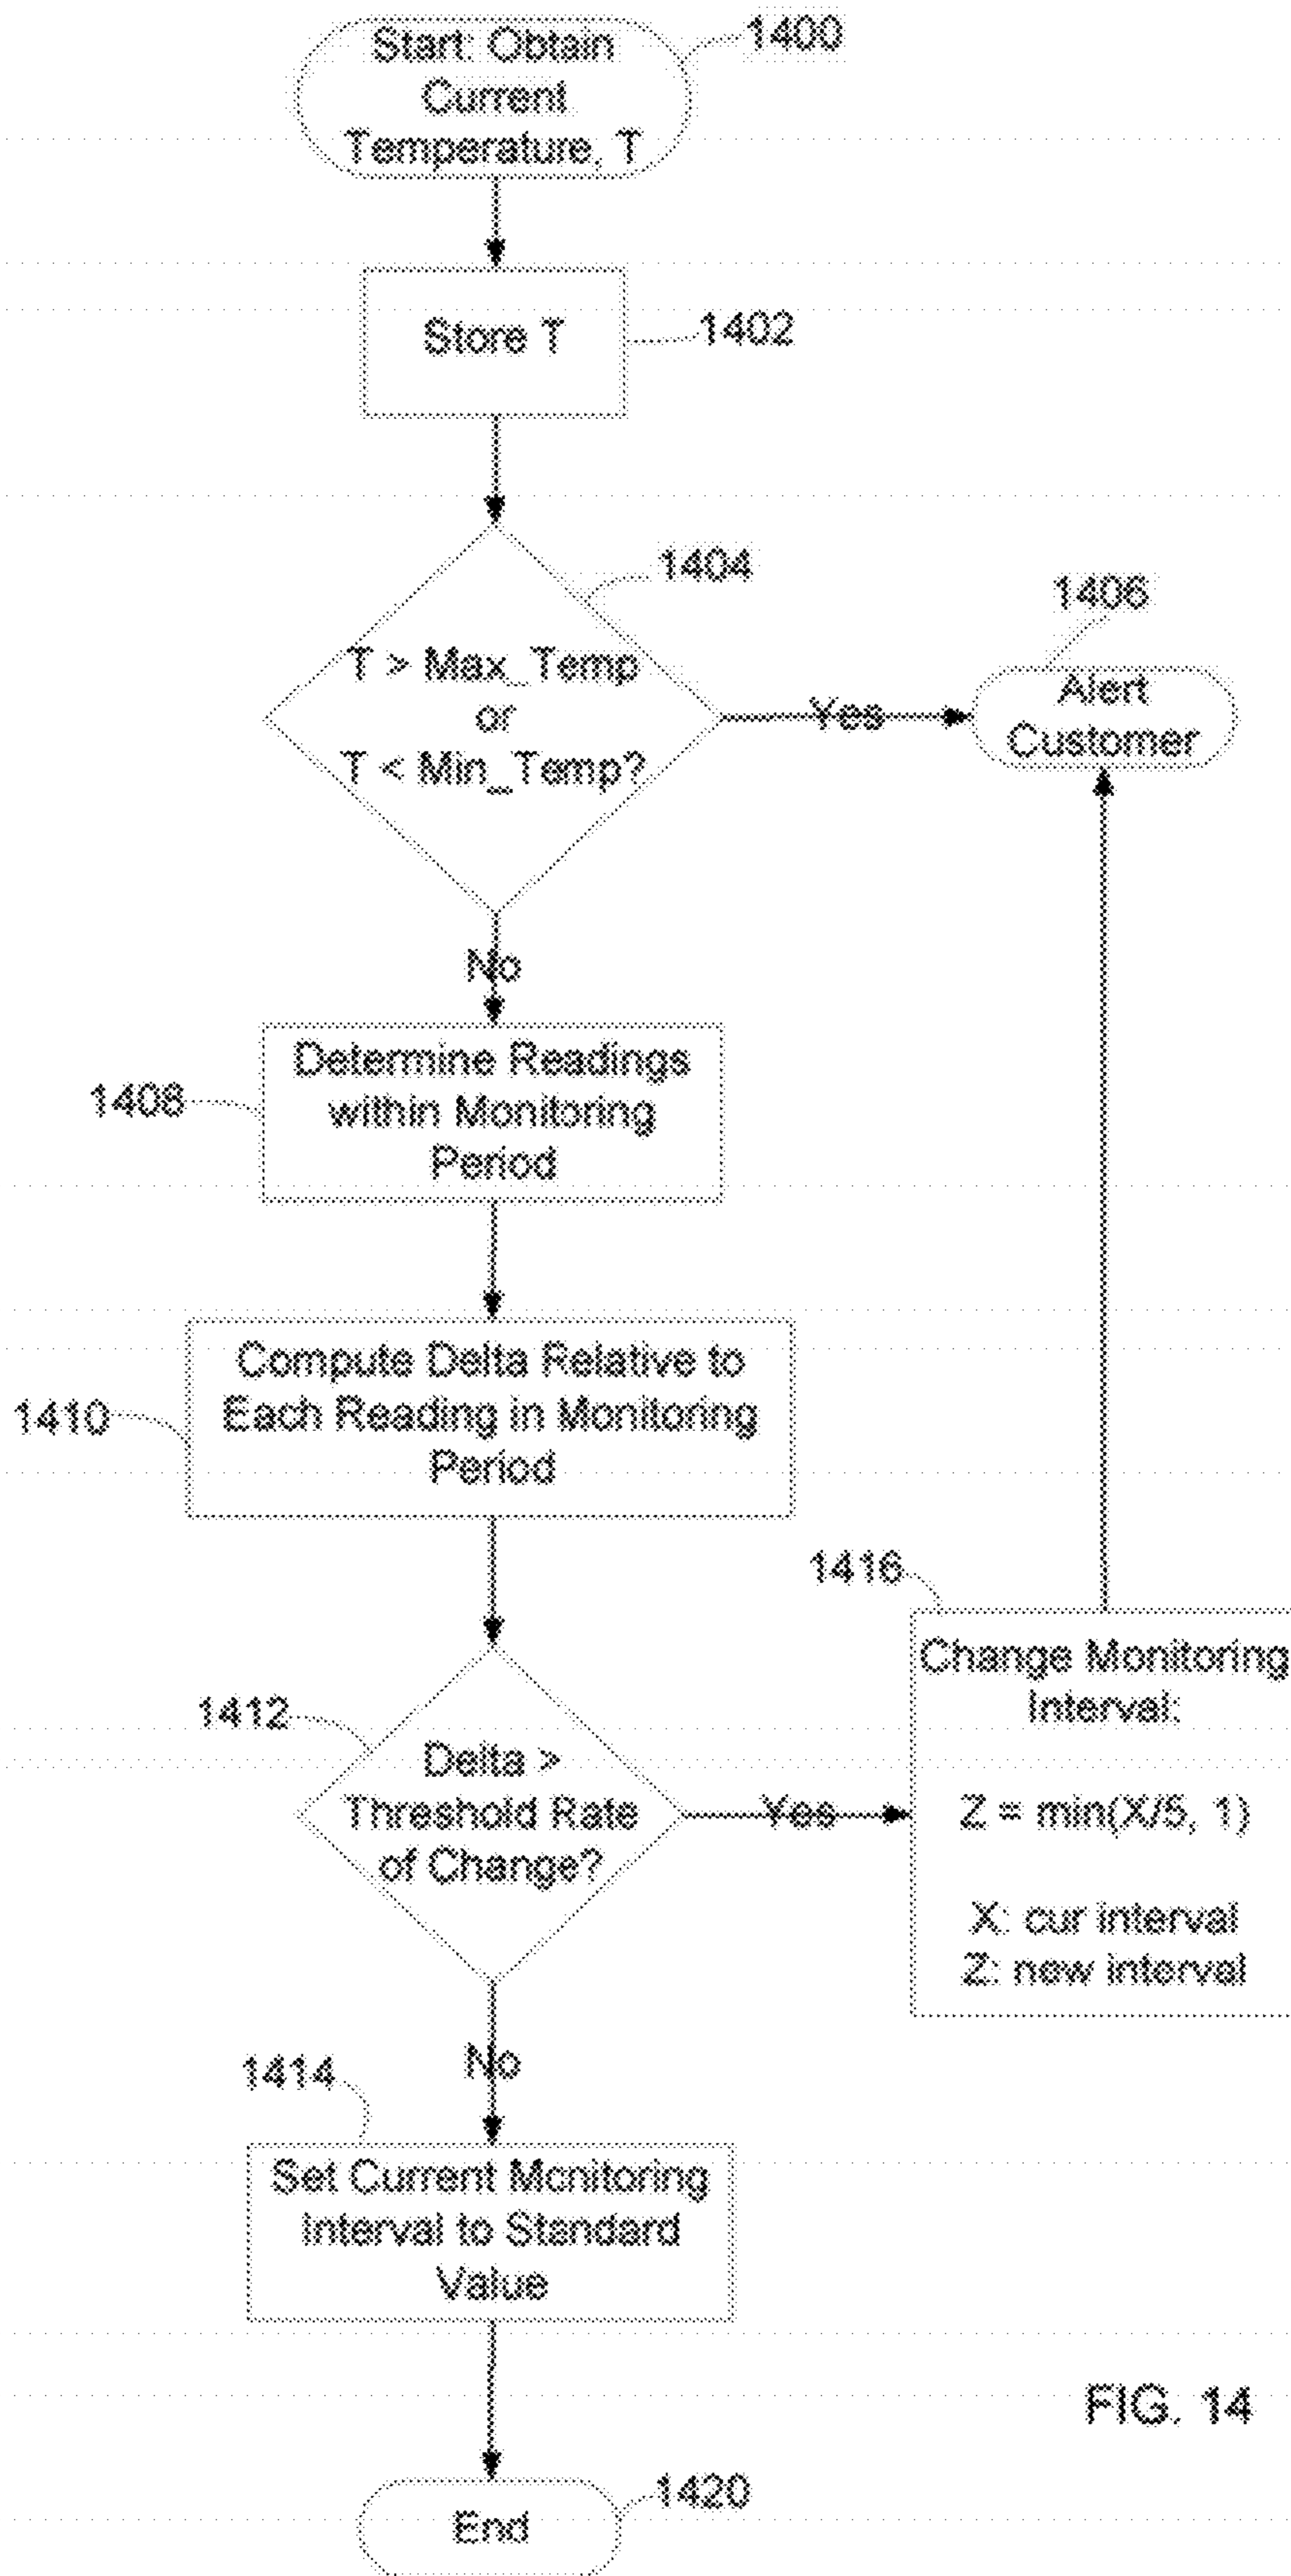 Start: Obtain
Current
Temperature, T
1400
Store T
1402
1404
T > Max_Temp
or
T < Min_Temp?
Yes
1406
Alert
Customer
No
1408
Determine Readings
within Monitoring
Period
1410
Compute Delta Relative to
Each Reading in Monitoring
Period
1412
Delta >
Threshold Rate
of Change?
Yes
1416
Change Monitoring
Interval:
Z = min(X/5, 1)
X: cur interval
Z: new interval
No
1414
Set Current Monitoring
Interval to Standard
Value
FIG. 14
End
1420